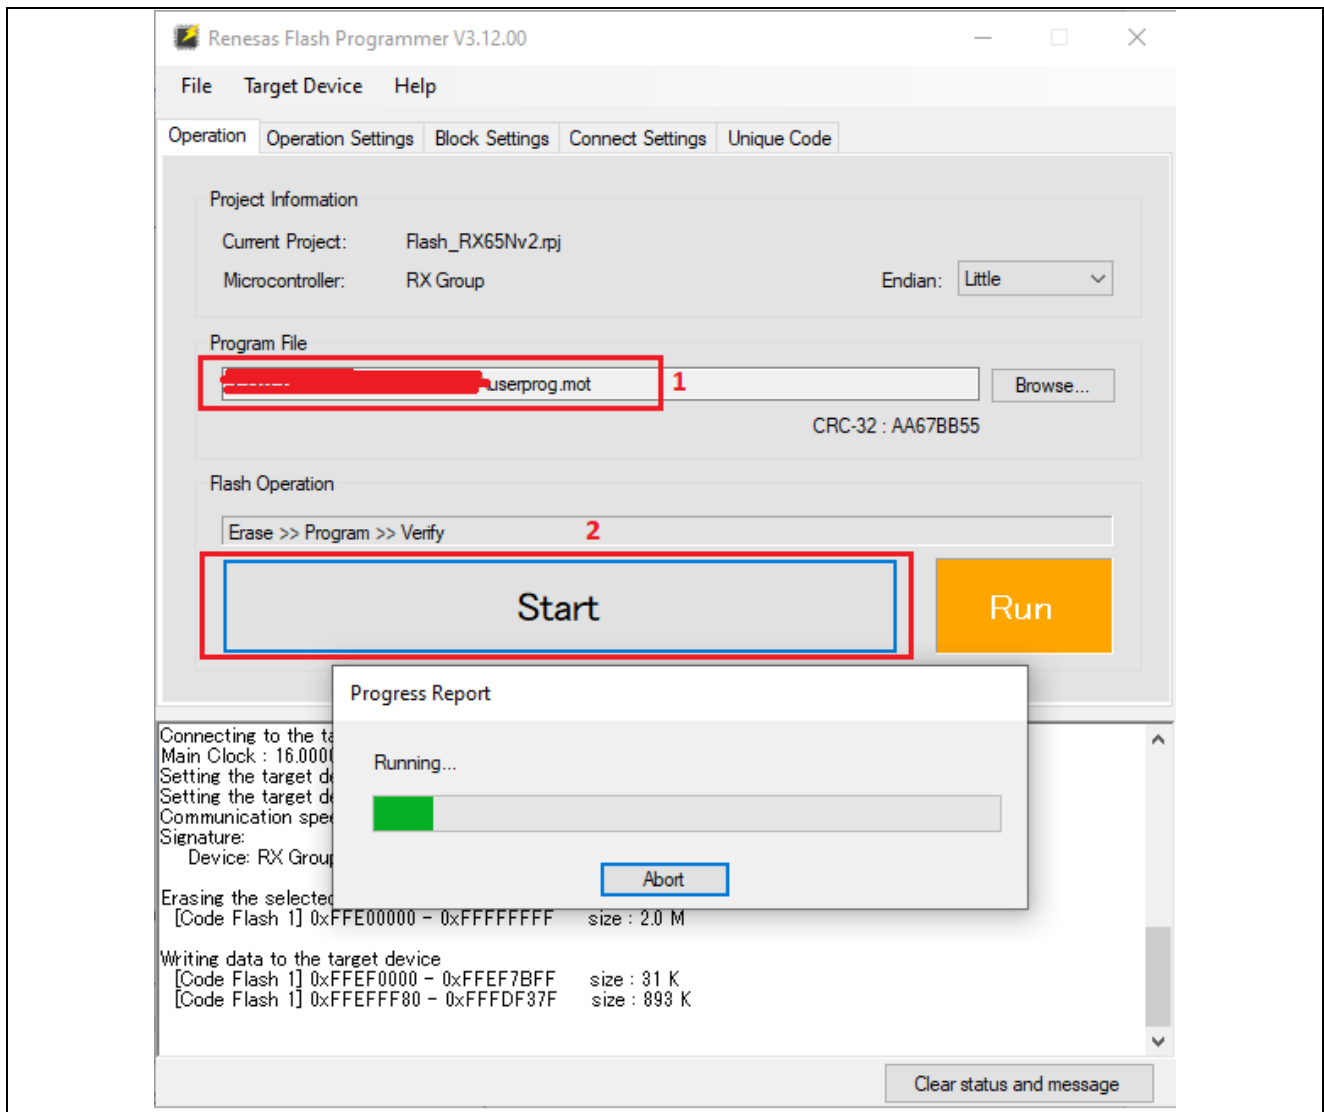 Renesas Flash Programmer V3.12.00
File Target Device Help
Operation Operation Settings Block Settings Connect Settings Unique Code
Project Information
Current Project: Flash_RX65Nv2.rpj
Microcontroller: RX Group Endian: Little
Program File
userprog.mot 1 Browse...
CRC-32 : AA67BB55
Flash Operation
Erase >> Program >> Verify 2
Start Run
Progress Report
Running...
Abort
Connecting to the
Main Clock : 16.000
Setting the target
Setting the target
Communication
Signature:
Device: RX Group
Erasing the selected
[Code Flash 1] 0xFFE00000 - 0xFFFFFFFF size : 2.0 M
Writing data to the target device
[Code Flash 1] 0xFFEF0000 - 0xFFEF7BFF size : 31 K
[Code Flash 1] 0xFFEFFF80 - 0xFFFDF37F size : 893 K
Clear status and message